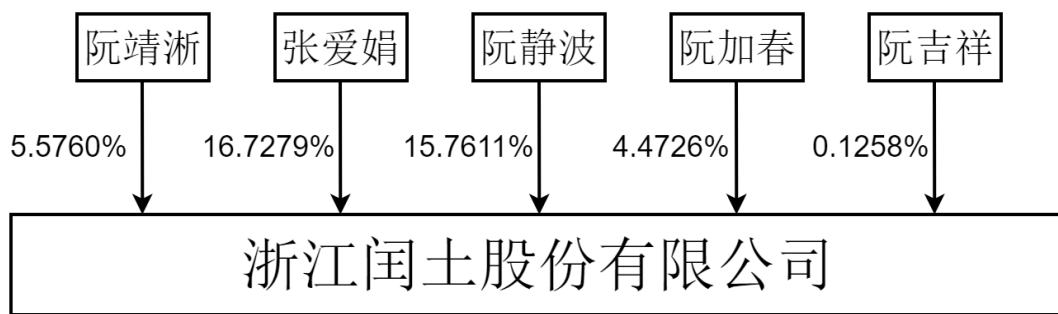 阮靖淅 张爱娟 阮静波 阮加春 阮吉祥
5.5760% 16.7279% 15.7611% 4.4726% 0.1258%
浙江闰土股份有限公司